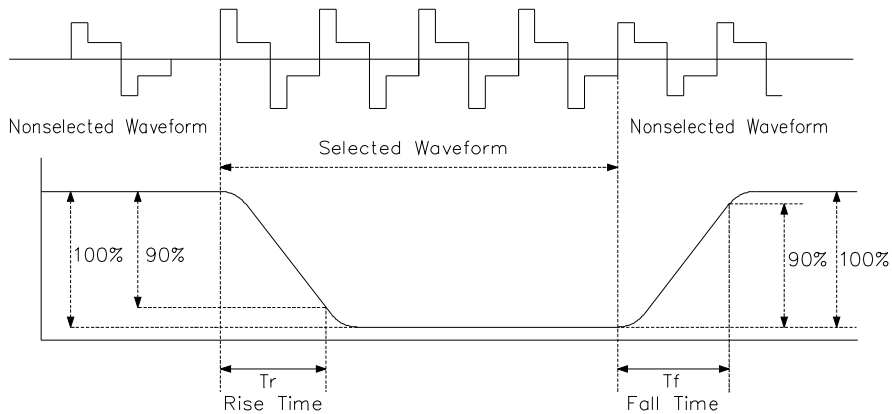 Nonselected Waveform
Nonselected Waveform
Selected Waveform
100%
90%
90%
100%
Tr
Rise Time
Tf
Fall Time